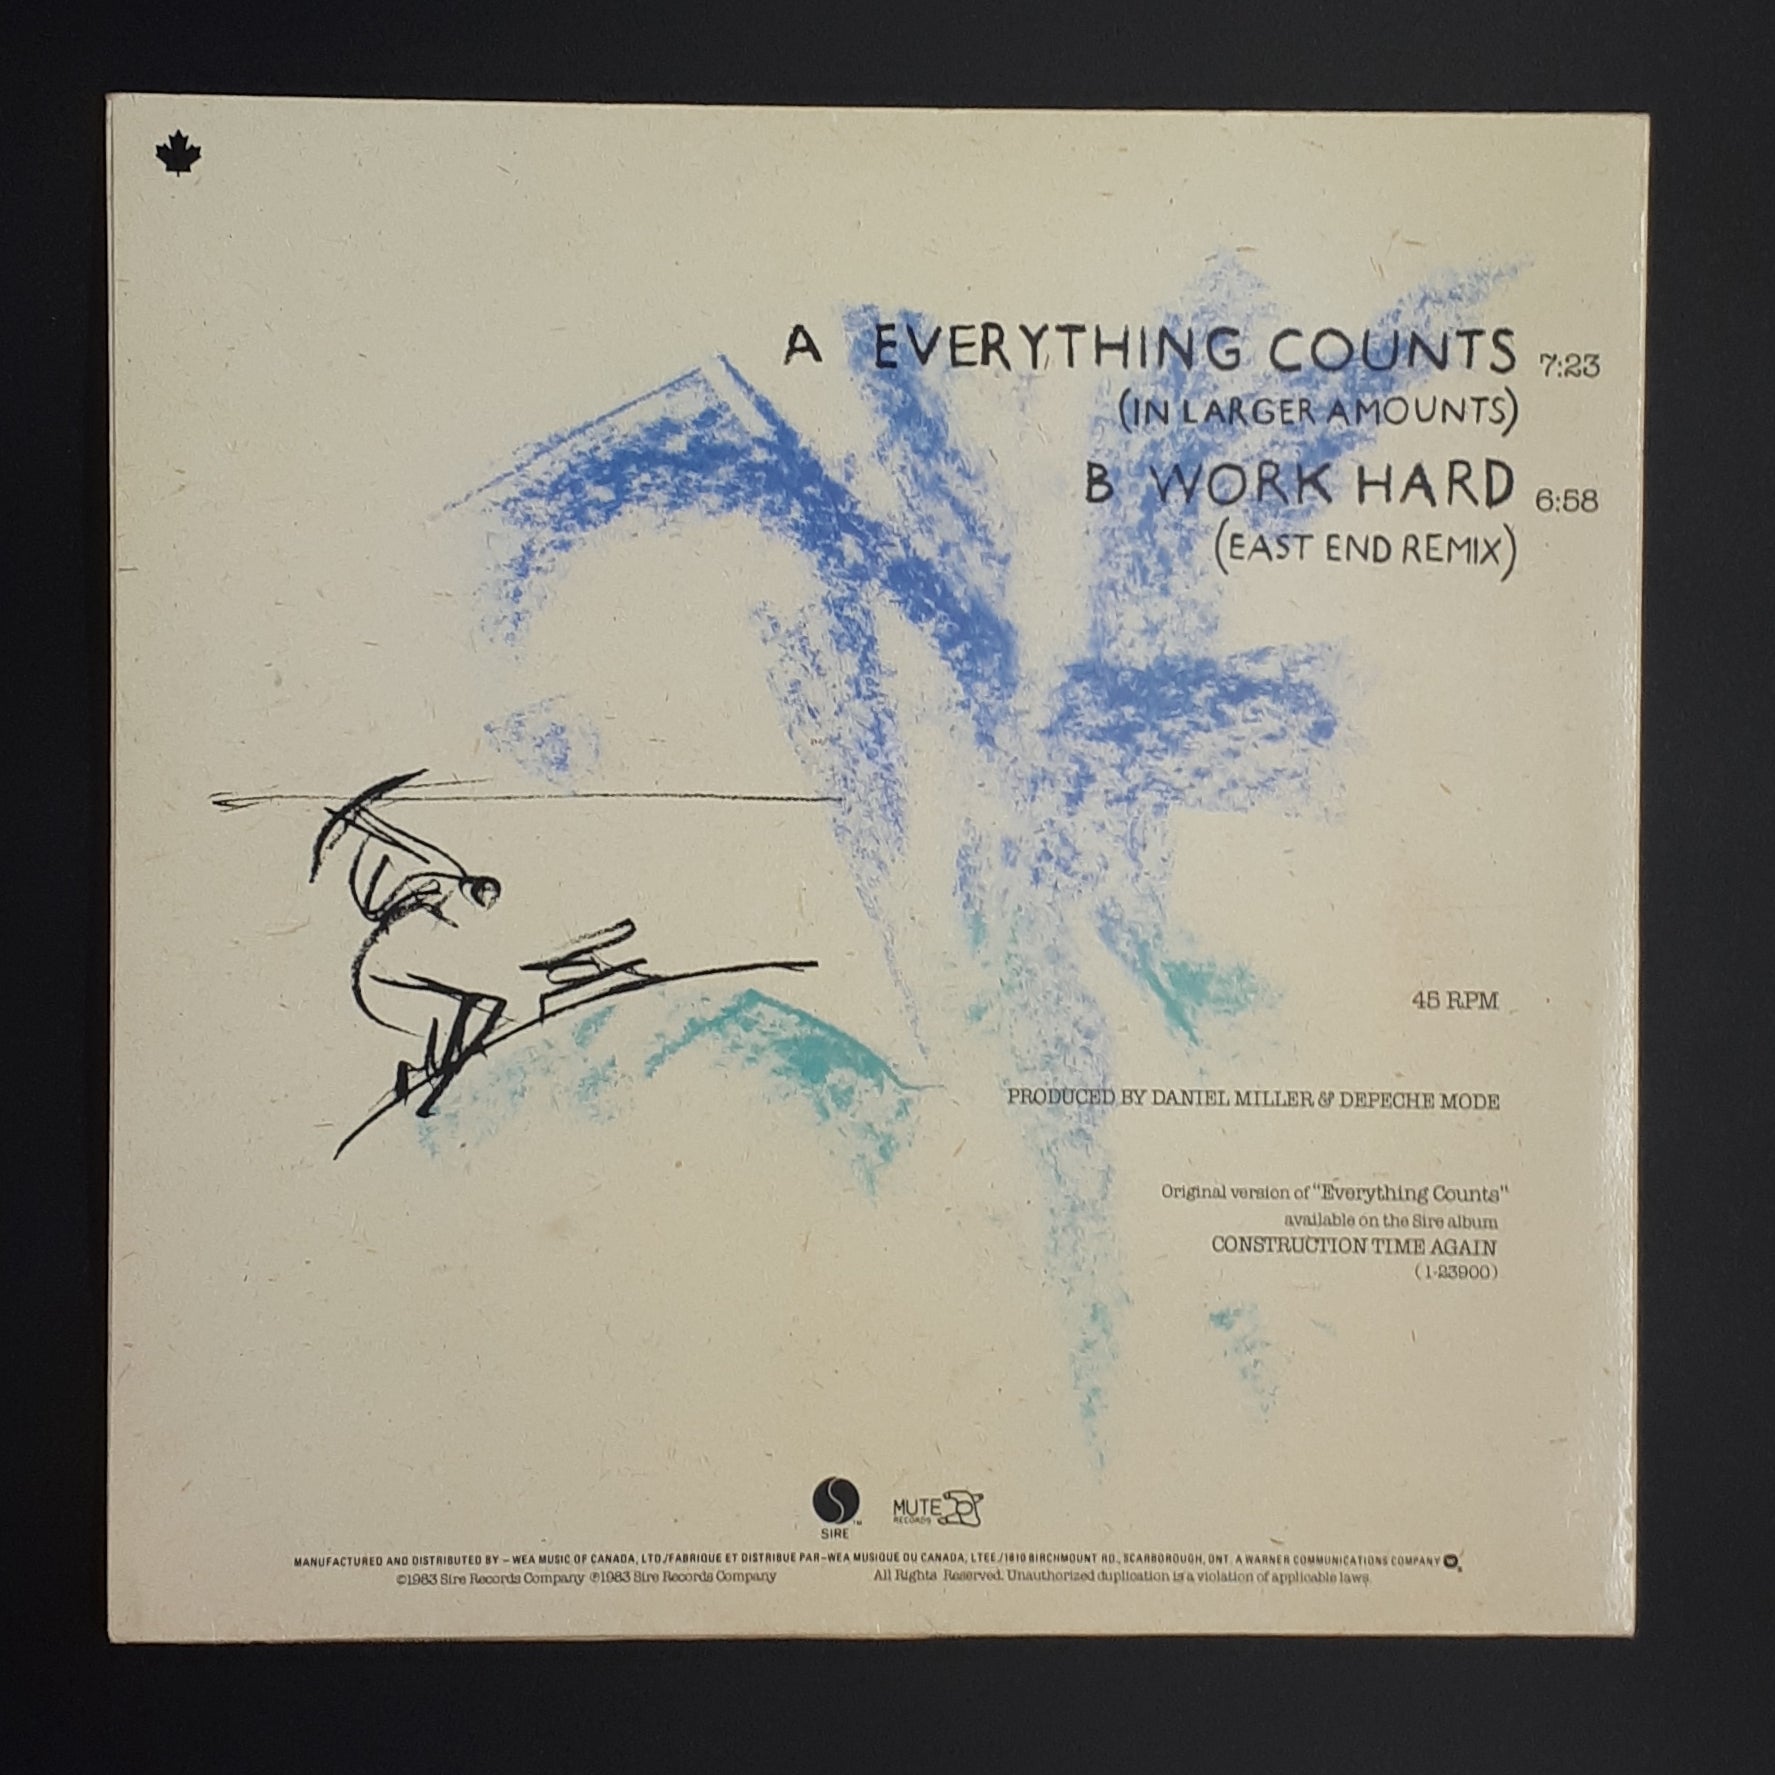 A EVERYTHING COUNTS 7:23
(IN LARGER AMOUNTS)
B WORK HARD 6:58
(EAST END REMIX)
45 RPM
PRODUCED BY DANIEL MILLER & DEPECHE MODE
Original version of "Everything Counts"
available on the Sire album
CONSTRUCTION TIME AGAIN
(1-23900)
SIRE ™
MUTE
RECORDS
MANUFACTURED AND DISTRIBUTED BY – WEA MUSIC OF CANADA, LTD./FABRIQUE ET DISTRIBUE PAR–WEA MUSIQUE DU CANADA, LTEE./1810 BIRCHMOUNT RD., SCARBOROUGH, ONT. A WARNER COMMUNICATIONS COMPANY
©1983 Sire Records Company ℗1983 Sire Records Company All Rights Reserved. Unauthorized duplication is a violation of applicable laws.